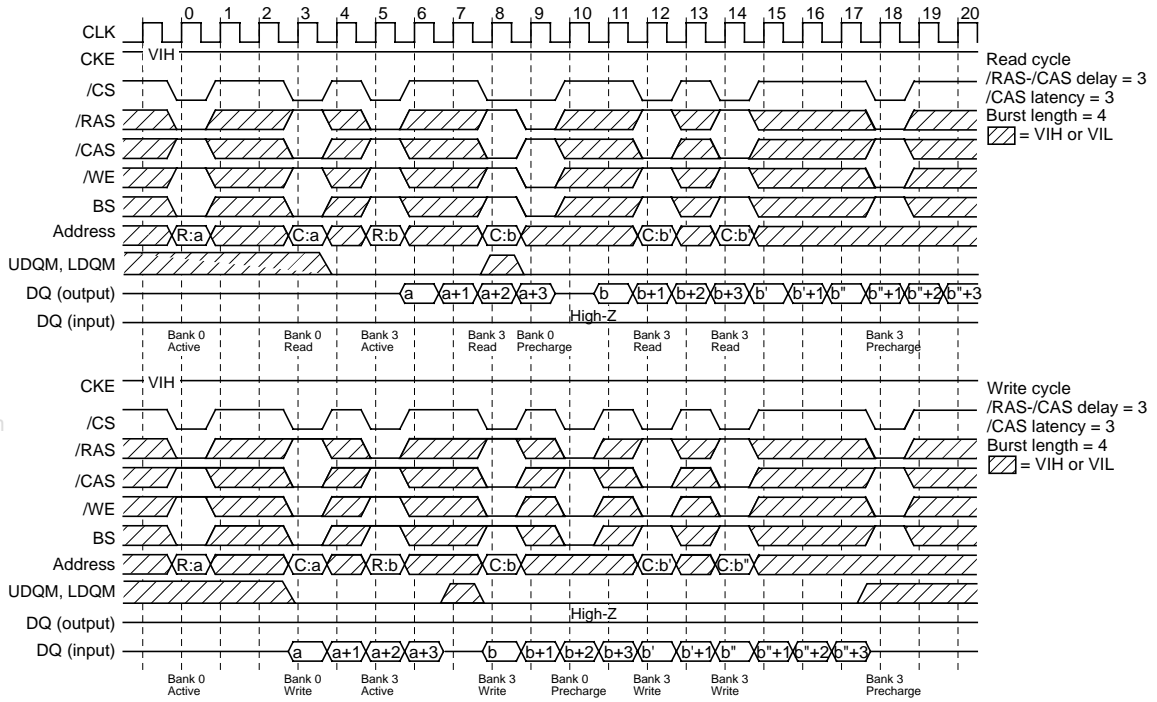 0 1 2 3 4 5 6 7 8 9 10 11 12 13 14 15 16 17 18 19 20
CLK
CKE VIH
/CS
/RAS
/CAS
/WE
BS
Address R:a C:a R:b C:b C:b' C:b"
UDQM, LDQM
DQ (output) a a+1 a+2 a+3 b b+1 b+2 b+3 b' b'+1 b" b"+1 b"+2 b"+3
High-Z
DQ (input)
Bank 0 Active
Bank 0 Read
Bank 3 Active
Bank 3 Read
Bank 0 Precharge
Bank 3 Read
Bank 3 Read
Bank 3 Precharge
Read cycle
/RAS-/CAS delay = 3
/CAS latency = 3
Burst length = 4
= VIH or VIL
CKE VIH
/CS
/RAS
/CAS
/WE
BS
Address R:a C:a R:b C:b C:b' C:b"
UDQM, LDQM
High-Z
DQ (output)
DQ (input) a a+1 a+2 a+3 b b+1 b+2 b+3 b' b'+1 b" b"+1 b"+2 b"+3
Bank 0 Active
Bank 0 Write
Bank 3 Active
Bank 3 Write
Bank 0 Precharge
Bank 3 Write
Bank 3 Write
Bank 3 Precharge
Write cycle
/RAS-/CAS delay = 3
/CAS latency = 3
Burst length = 4
= VIH or VIL